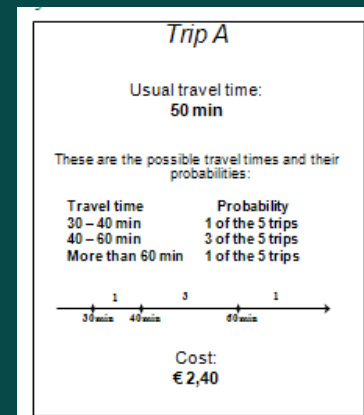 Trip A
Usual travel time:
50 min
These are the possible travel times and their
probabilities:
Travel time Probability
30 – 40 min 1 of the 5 trips
40 – 60 min 3 of the 5 trips
More than 60 min 1 of the 5 trips
1 3 1
30min 40min 60min
Cost:
€ 2,40